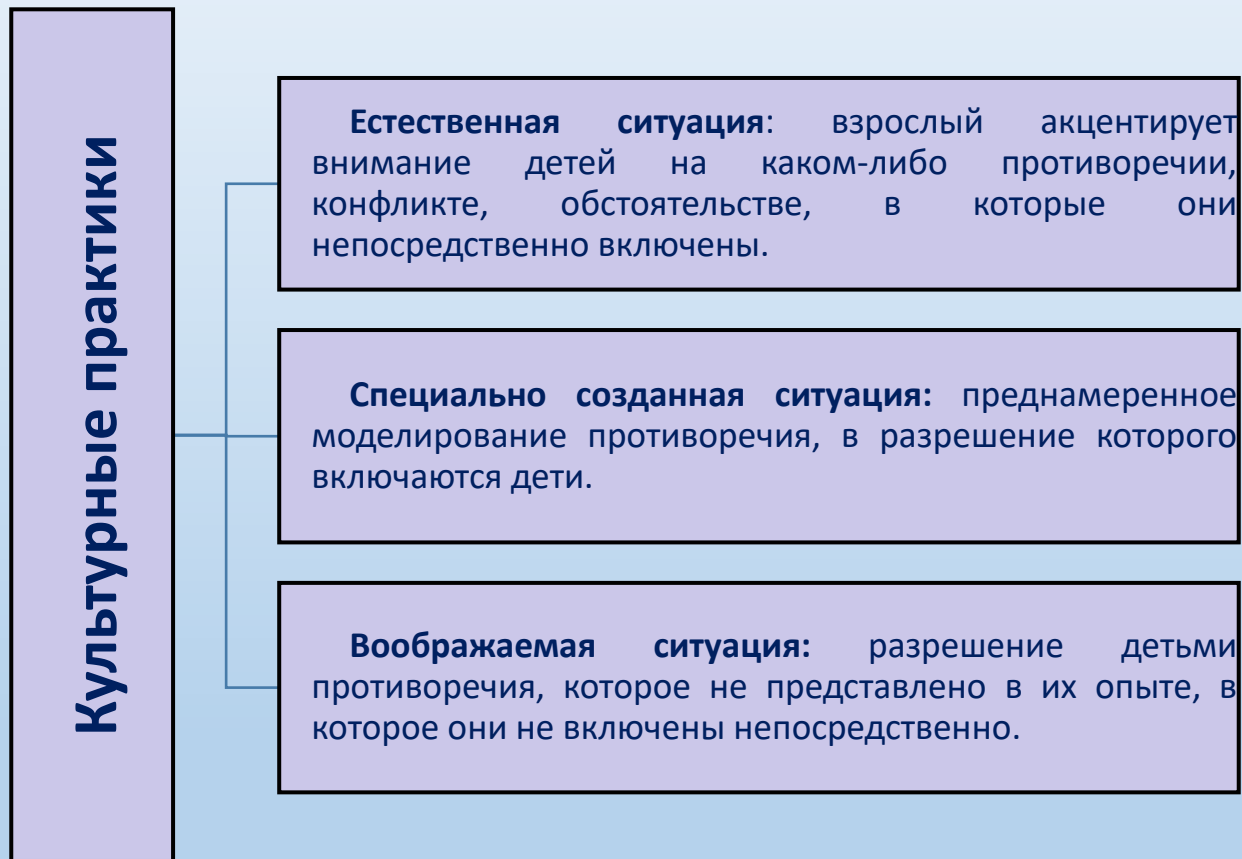 Культурные практики
Естественная ситуация: взрослый акцентирует
внимание детей на каком-либо противоречии,
конфликте, обстоятельстве, в которые они
непосредственно включены.
Специально созданная ситуация: преднамеренное
моделирование противоречия, в разрешение которого
включаются дети.
Воображаемая ситуация: разрешение детьми
противоречия, которое не представлено в их опыте, в
которое они не включены непосредственно.